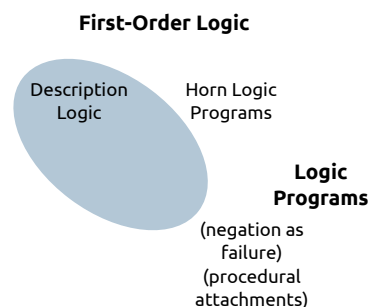 First-Order Logic
Description
Logic
Horn Logic
Programs
Logic
Programs
(negation as
failure)
(procedural
attachments)